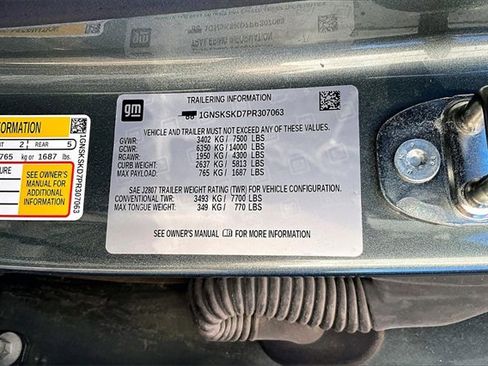 gm
TRAILERING INFORMATION
1GNSKSKD7PR307063
VEHICLE AND TRAILER MUST NOT EXCEED ANY OF THESE VALUES.
GVWR: 3402 KG / 7500 LBS
GCWR: 6350 KG / 14000 LBS
RGAWR: 1950 KG / 4300 LBS
CURB WEIGHT: 2637 KG / 5813 LBS
MAX PAYLOAD: 765 KG / 1687 LBS
SAE J2807 TRAILER WEIGHT RATING (TWR) FOR VEHICLE CONFIGURATION.
CONVENTIONAL TWR: 3493 KG / 7700 LBS
MAX TONGUE WEIGHT: 349 KG / 770 LBS
SEE OWNER'S MANUAL gm FOR MORE INFORMATION
INFORMATION
2 REAR 5
765 kg or 1687 lbs.
SEE OWNER'S
MANUAL FOR
ADDITIONAL
INFORMATION
1GNSKSKD7PR307063